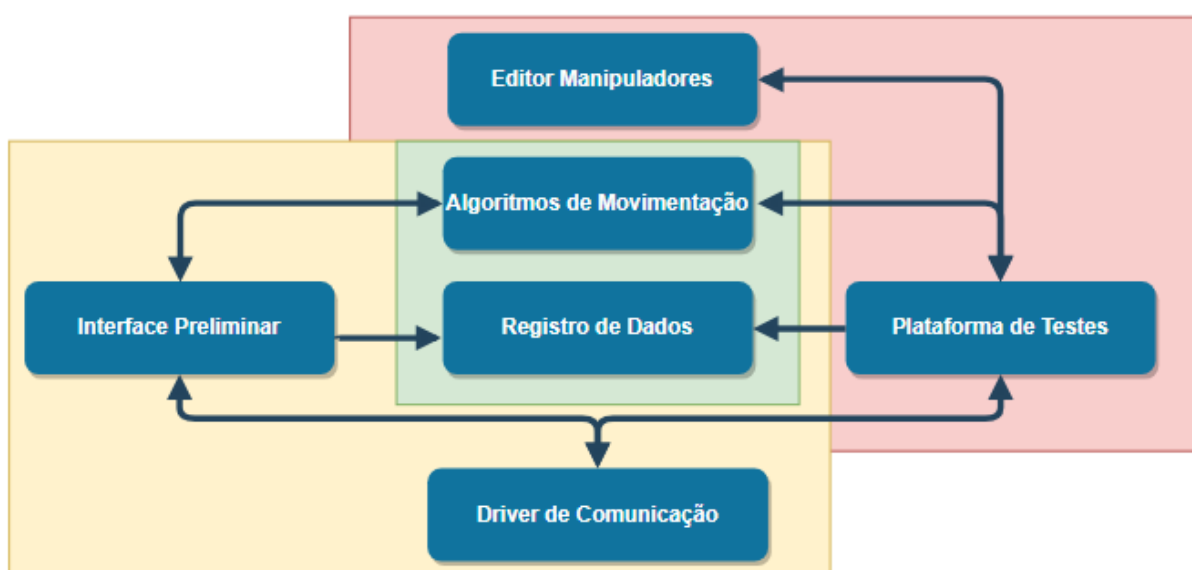 Editor Manipuladores
Algoritmos de Movimentação
Interface Preliminar
Registro de Dados
Plataforma de Testes
Driver de Comunicação